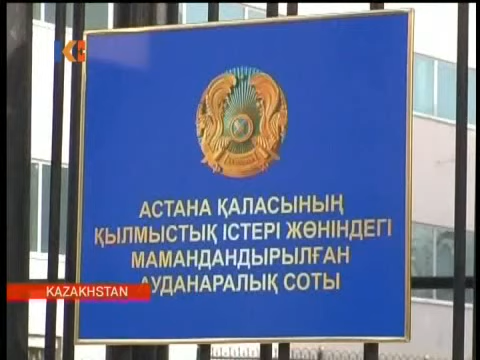 АСТАНА ҚАЛАСЫНЫҢ
ҚЫЛМЫСТЫҚ ІСТЕРІ ЖӨНІНДЕГІ
МАМАНДАНДЫРЫЛҒАН
АУДАНАРАЛЫҚ СОТЫ
KAZAKHSTAN